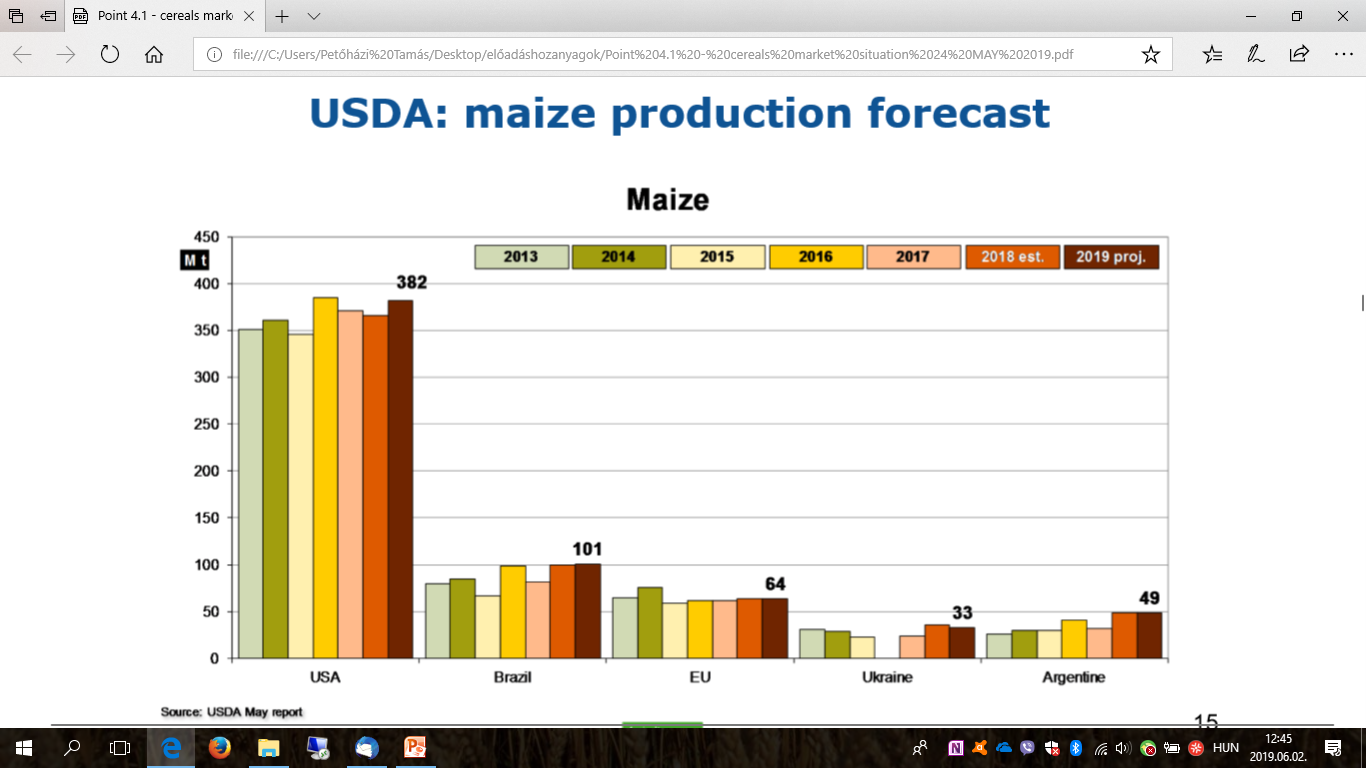 Point 4.1 - cereals mark
file:///C:/Users/Petőházi%20Tamás/Desktop/előadáshozanyagok/Point%204.1%20-%20cereals%20market%20situation%2024%20MAY%202019.pdf
USDA: maize production forecast
Maize
450
M t
2013 2014 2015 2016 2017 2018 est. 2019 proj.
400
382
350
300
250
200
150
100
101
50
64
33
49
0
USA Brazil EU Ukraine Argentine
Source: USDA May report
15
HUN
12:45
2019.06.02.